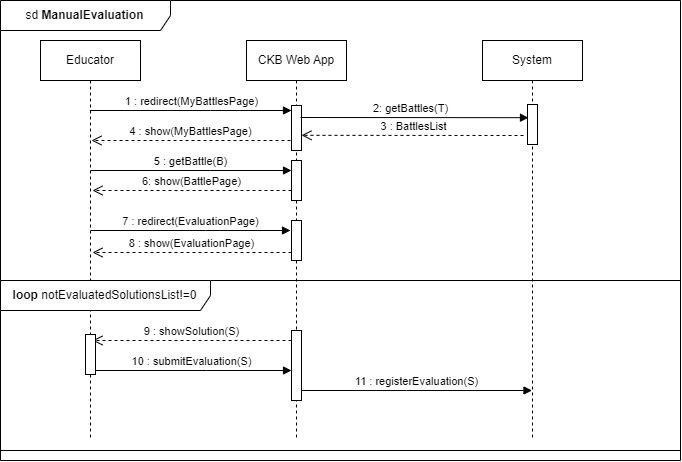 sd ManualEvaluation
Educator
CKB Web App
System
1 : redirect(MyBattlesPage)
2: getBattles(T)
3 : BattlesList
4 : show(MyBattlesPage)
5 : getBattle(B)
6: show(BattlePage)
7 : redirect(EvaluationPage)
8 : show(EvaluationPage)
loop notEvaluatedSolutionsList!=0
9 : showSolution(S)
10 : submitEvaluation(S)
11 : registerEvaluation(S)